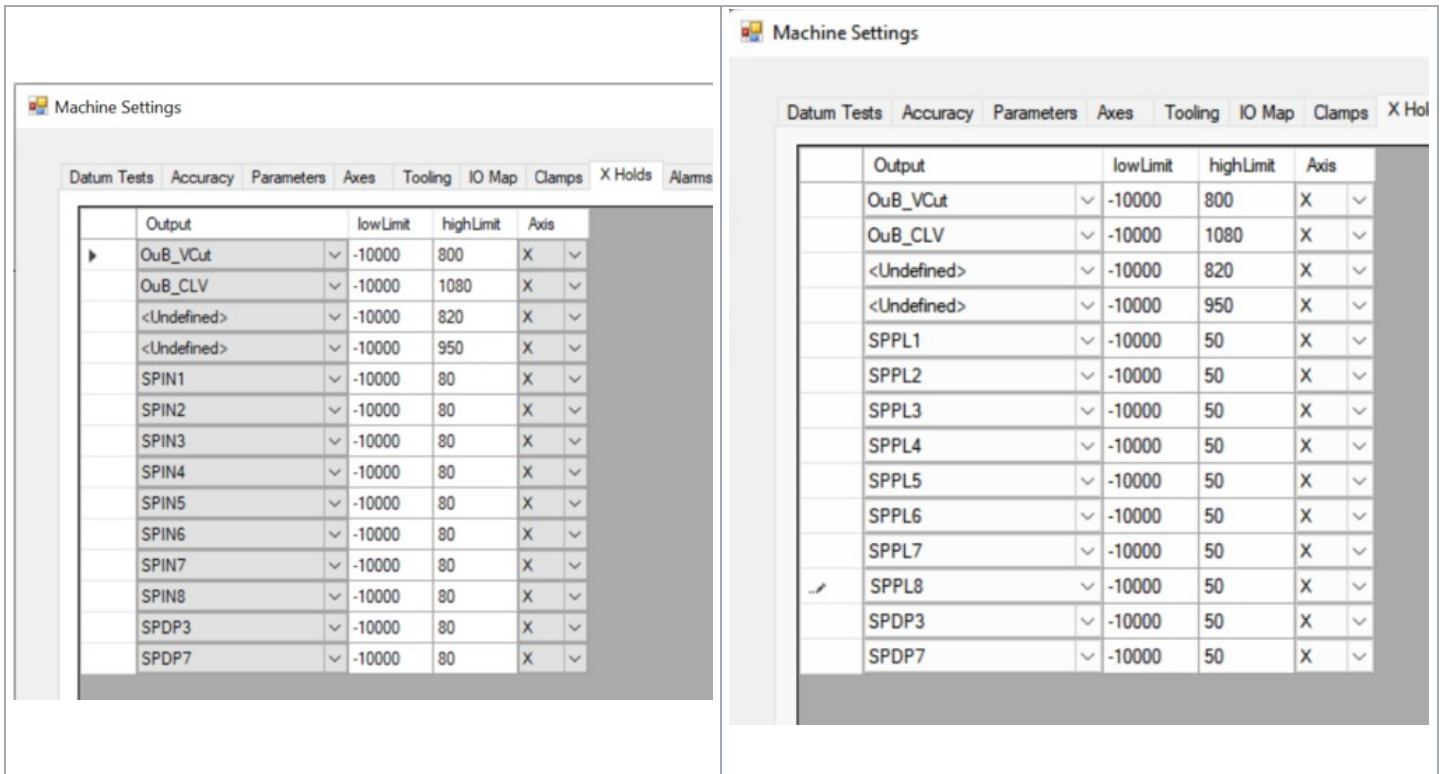 Machine Settings
Datum Tests Accuracy Parameters Axes Tooling IO Map Clamps X Holds Alarms
Output lowLimit highLimit Axis
OuB_VCut -10000 800 X
OuB_CLV -10000 1080 X
<Undefined> -10000 820 X
<Undefined> -10000 950 X
SPIN1 -10000 80 X
SPIN2 -10000 80 X
SPIN3 -10000 80 X
SPIN4 -10000 80 X
SPIN5 -10000 80 X
SPIN6 -10000 80 X
SPIN7 -10000 80 X
SPIN8 -10000 80 X
SPDP3 -10000 80 X
SPDP7 -10000 80 X
Machine Settings
Datum Tests Accuracy Parameters Axes Tooling IO Map Clamps X Hol
Output lowLimit highLimit Axis
OuB_VCut -10000 800 X
OuB_CLV -10000 1080 X
<Undefined> -10000 820 X
<Undefined> -10000 950 X
SPPL1 -10000 50 X
SPPL2 -10000 50 X
SPPL3 -10000 50 X
SPPL4 -10000 50 X
SPPL5 -10000 50 X
SPPL6 -10000 50 X
SPPL7 -10000 50 X
SPPL8 -10000 50 X
SPDP3 -10000 50 X
SPDP7 -10000 50 X